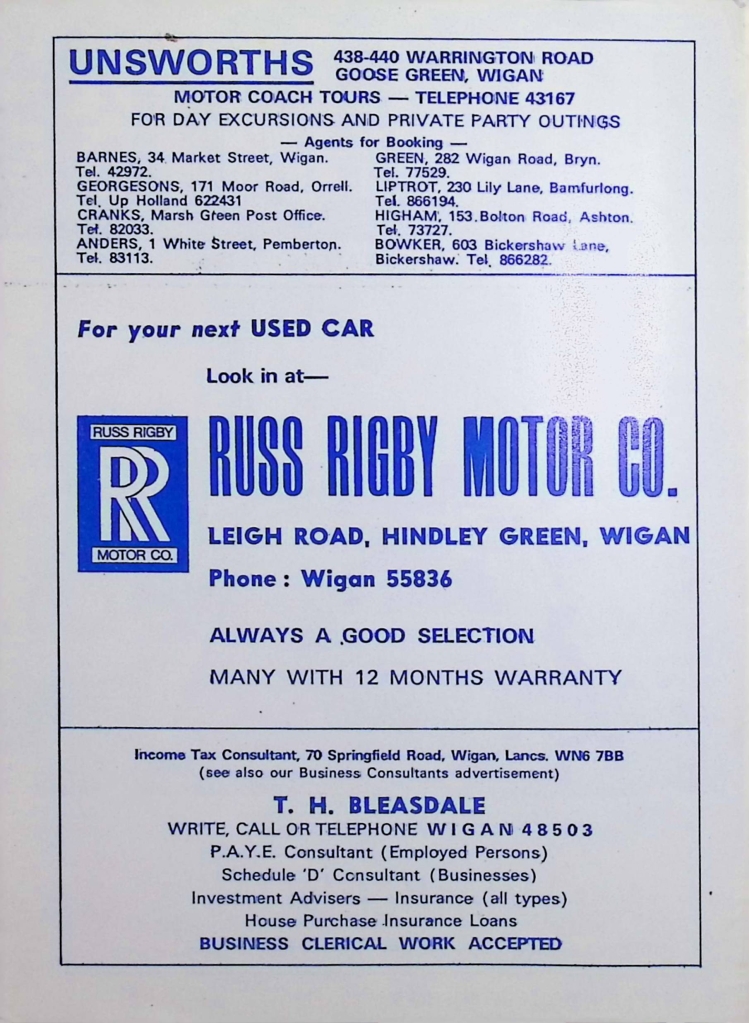 UNSWORTHS
438-440 WARRINGTON ROAD
GOOSE GREEN, WIGAN
MOTOR COACH TOURS — TELEPHONE 43167
FOR DAY EXCURSIONS AND PRIVATE PARTY OUTINGS
— Agents for Booking —
BARNES, 34 Market Street, Wigan.
Tel. 42972.
GEORGESONS, 171 Moor Road, Orrell.
Tel. Up Holland 622431
CRANKS, Marsh Green Post Office.
Tel. 82033.
ANDERS, 1 White Street, Pemberton.
Tel. 83113.
GREEN, 282 Wigan Road, Bryn.
Tel. 77529.
LIPTROT, 230 Lily Lane, Bamfurlong.
Tel. 866194.
HIGHAM, 153 Bolton Road, Ashton.
Tel. 73727.
BOWKER, 603 Bickershaw Lane,
Bickershaw. Tel. 866282.
For your next USED CAR
Look in at—
RUSS RIGBY
RR
MOTOR CO.
RUSS RIGBY MOTOR CO.
LEIGH ROAD, HINDLEY GREEN, WIGAN
Phone : Wigan 55836
ALWAYS A GOOD SELECTION
MANY WITH 12 MONTHS WARRANTY
Income Tax Consultant, 70 Springfield Road, Wigan, Lancs. WN6 7BB
(see also our Business Consultants advertisement)
T. H. BLEASDALE
WRITE, CALL OR TELEPHONE WIGAN 48503
P.A.Y.E. Consultant (Employed Persons)
Schedule 'D' Consultant (Businesses)
Investment Advisers — Insurance (all types)
House Purchase Insurance Loans
BUSINESS CLERICAL WORK ACCEPTED